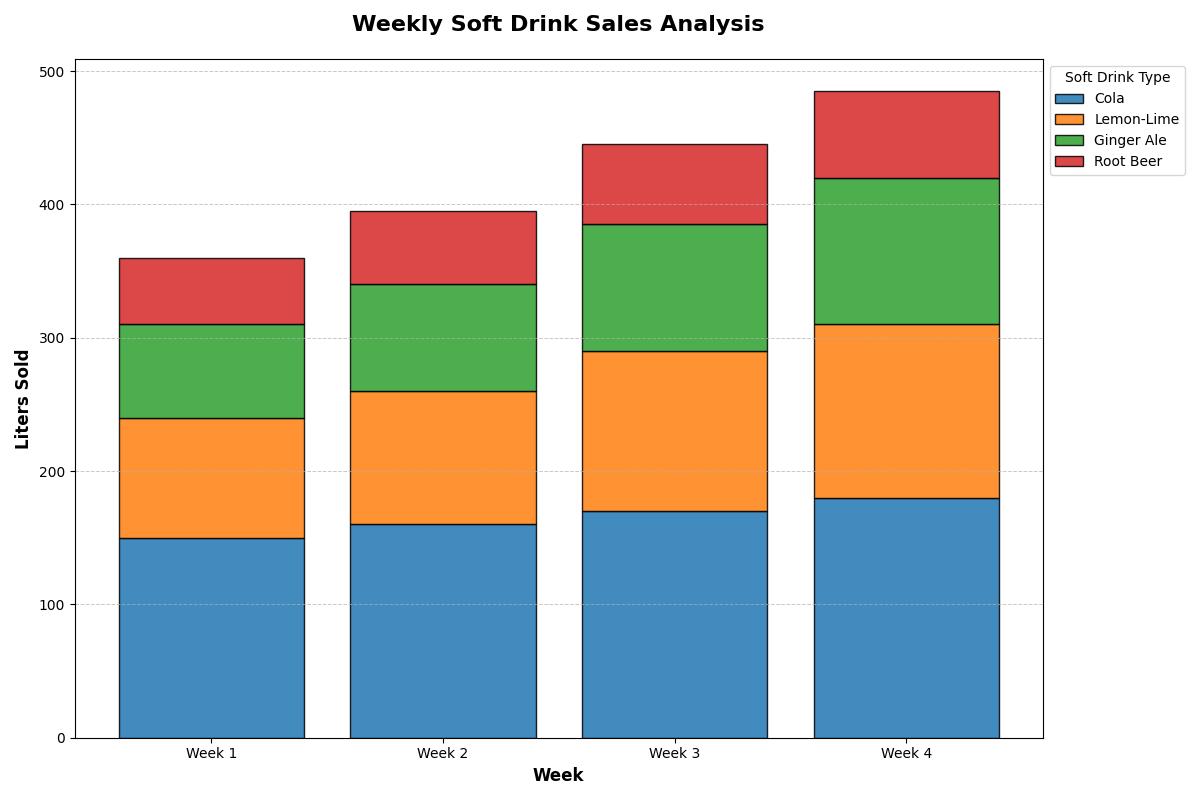 Weekly Soft Drink Sales Analysis
Soft Drink Type
Cola
Lemon-Lime
Ginger Ale
Root Beer
Liters Sold
500
400
300
200
100
0
Week 1 Week 2 Week 3 Week 4
Week